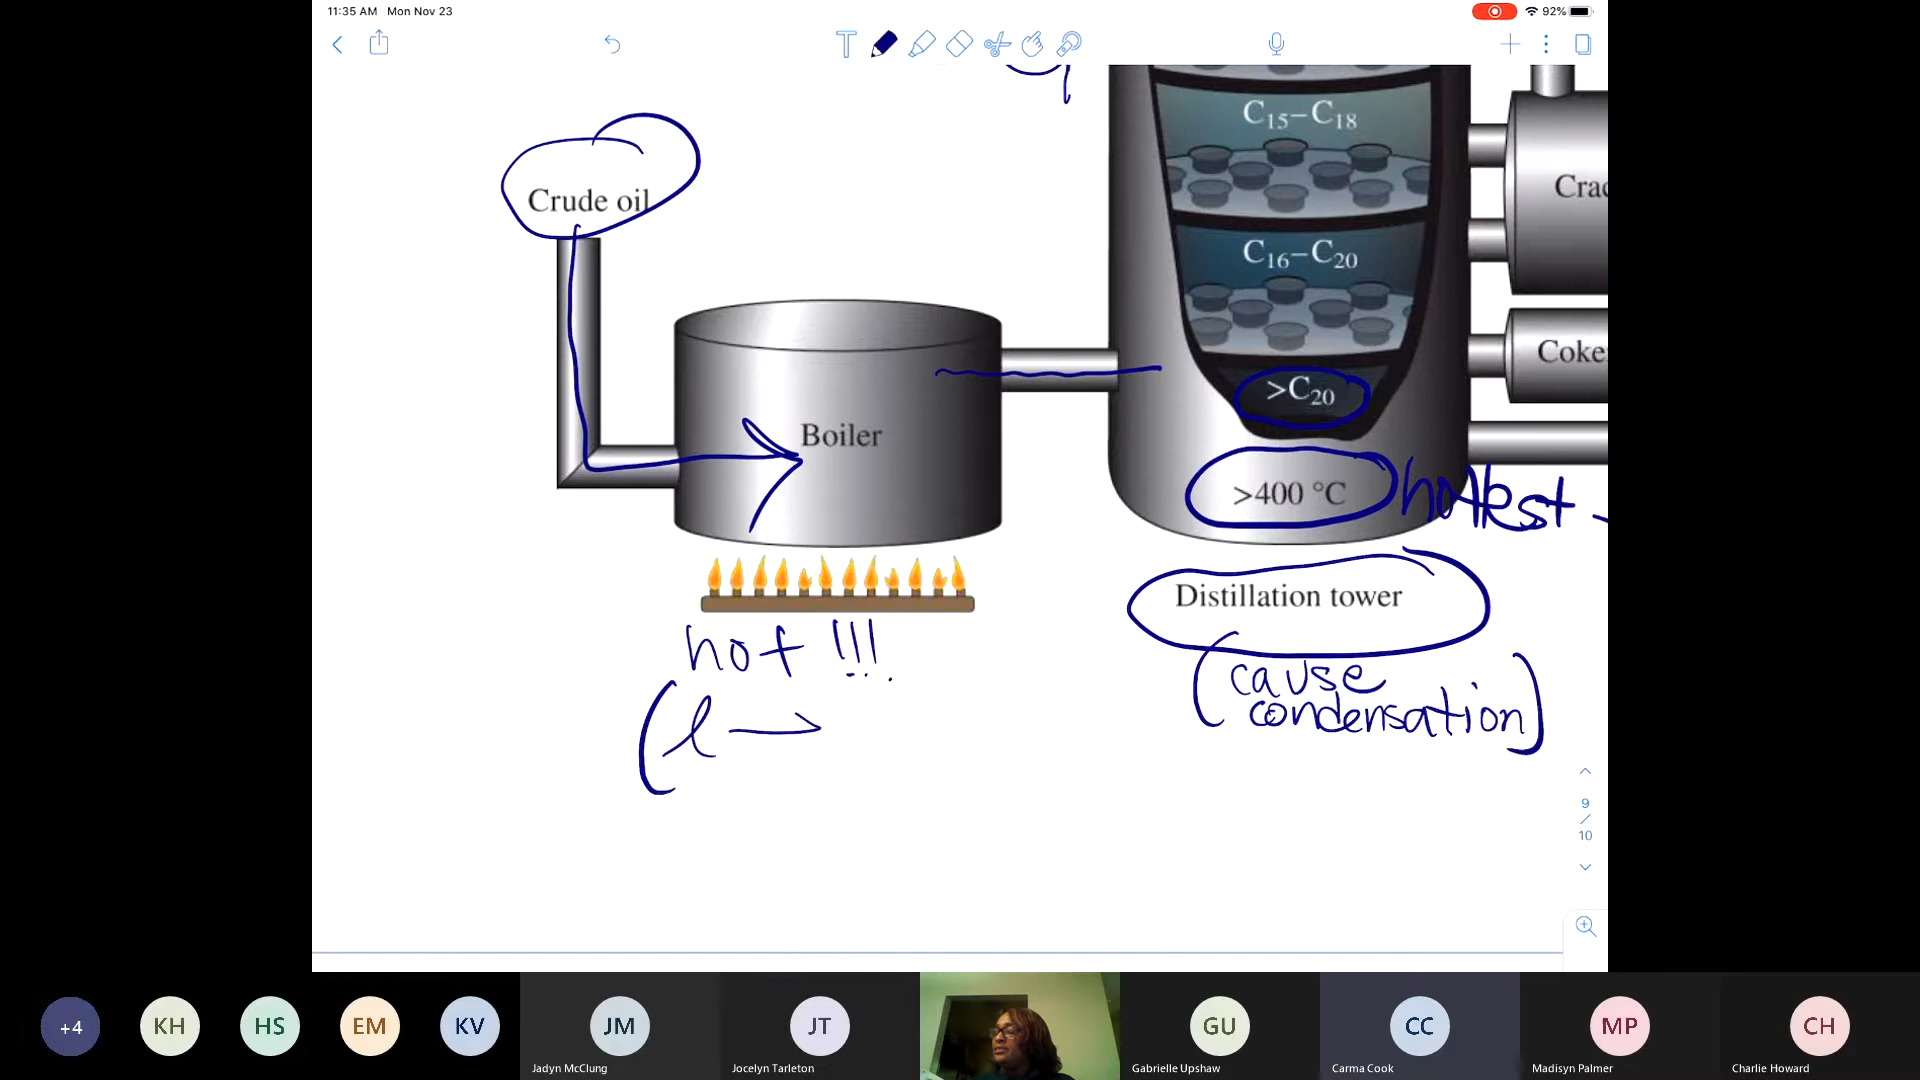 11:35 AM Mon Nov 23
92%
T
C15–C18
Crude oil
C16–C20
Coke
>C20
Boiler
>400 °C
hottest -
Distillation tower
hot !!!
(cause
condensation)
(l →
9
/
10
+4
KH
HS
EM
KV
JM
JT
GU
CC
MP
CH
Jadyn McClung
Jocelyn Tarleton
Gabrielle Upshaw
Carma Cook
Madisyn Palmer
Charlie Howard